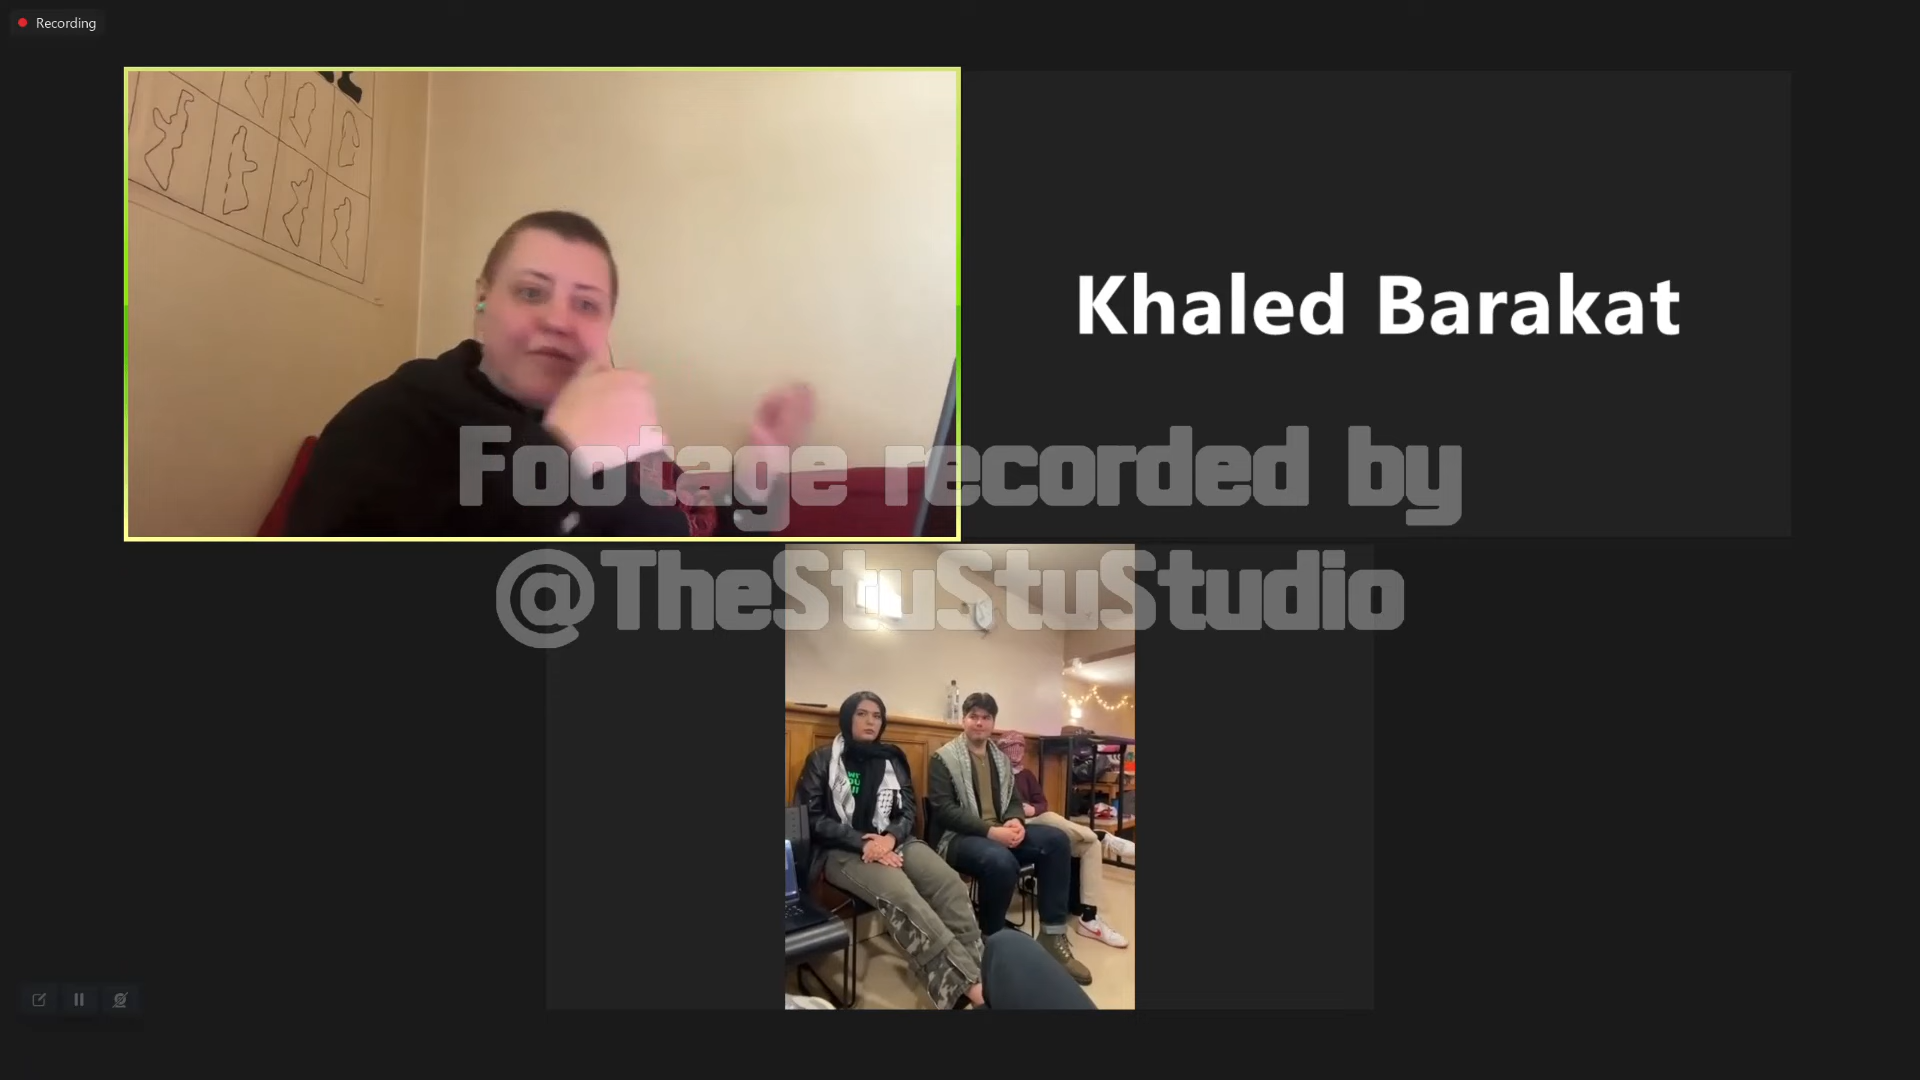 Recording
Khaled Barakat
Footage recorded by
@TheStuStuStudio